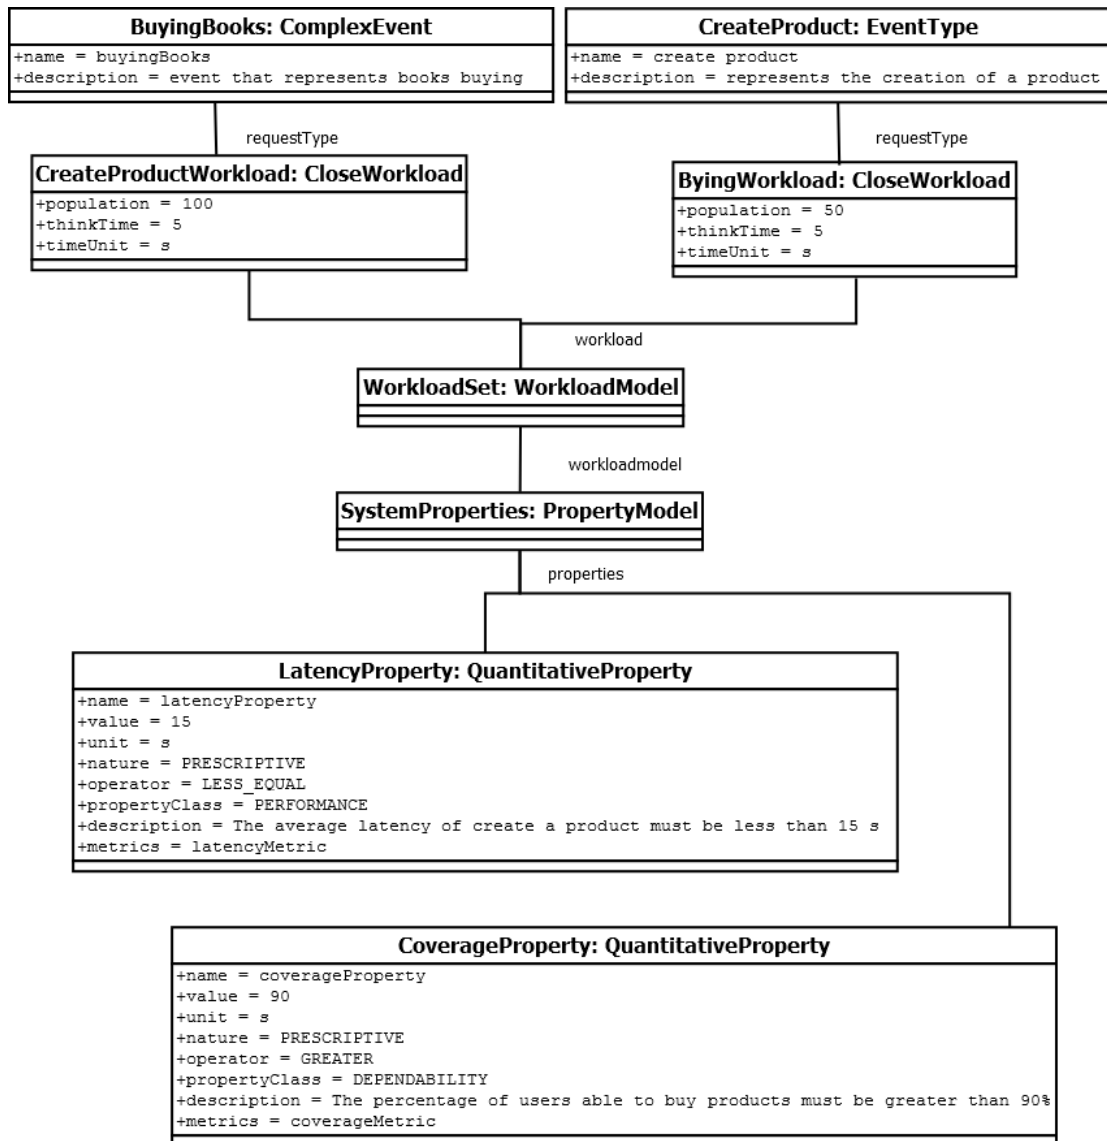 BuyingBooks: ComplexEvent
+name = buyingBooks
+description = event that represents books buying
CreateProduct: EventType
+name = create product
+description = represents the creation of a product
requestType
requestType
CreateProductWorkload: CloseWorkload
+population = 100
+thinkTime = 5
+timeUnit = s
ByingWorkload: CloseWorkload
+population = 50
+thinkTime = 5
+timeUnit = s
workload
WorkloadSet: WorkloadModel
workloadmodel
SystemProperties: PropertyModel
properties
LatencyProperty: QuantitativeProperty
+name = latencyProperty
+value = 15
+unit = s
+nature = PRESCRIPTIVE
+operator = LESS_EQUAL
+propertyClass = PERFORMANCE
+description = The average latency of create a product must be less than 15 s
+metrics = latencyMetric
CoverageProperty: QuantitativeProperty
+name = coverageProperty
+value = 90
+unit = s
+nature = PRESCRIPTIVE
+operator = GREATER
+propertyClass = DEPENDABILITY
+description = The percentage of users able to buy products must be greater than 90%
+metrics = coverageMetric